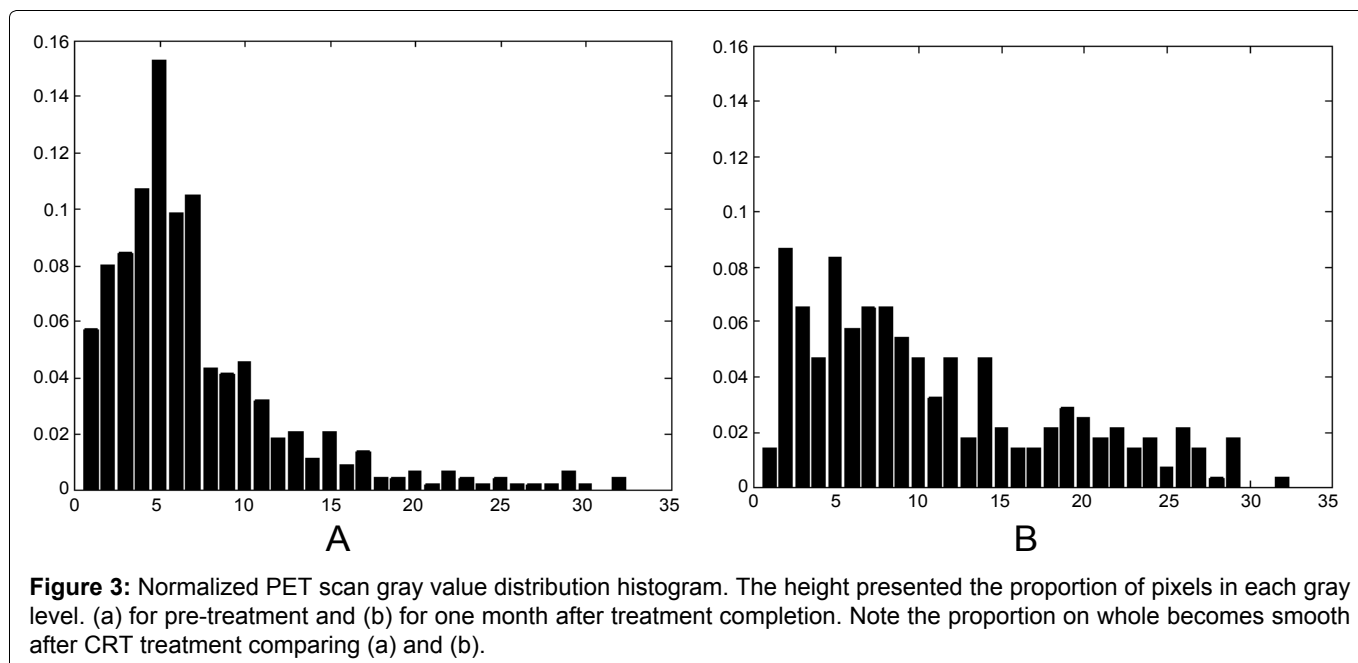 0.16
0.14
0.12
0.1
0.08
0.06
0.04
0.02
0
0 5 10 15 20 25 30 35
A
0.16
0.14
0.12
0.1
0.08
0.06
0.04
0.02
0
0 5 10 15 20 25 30 35
B
Figure 3: Normalized PET scan gray value distribution histogram. The height presented the proportion of pixels in each gray
level. (a) for pre-treatment and (b) for one month after treatment completion. Note the proportion on whole becomes smooth
after CRT treatment comparing (a) and (b).